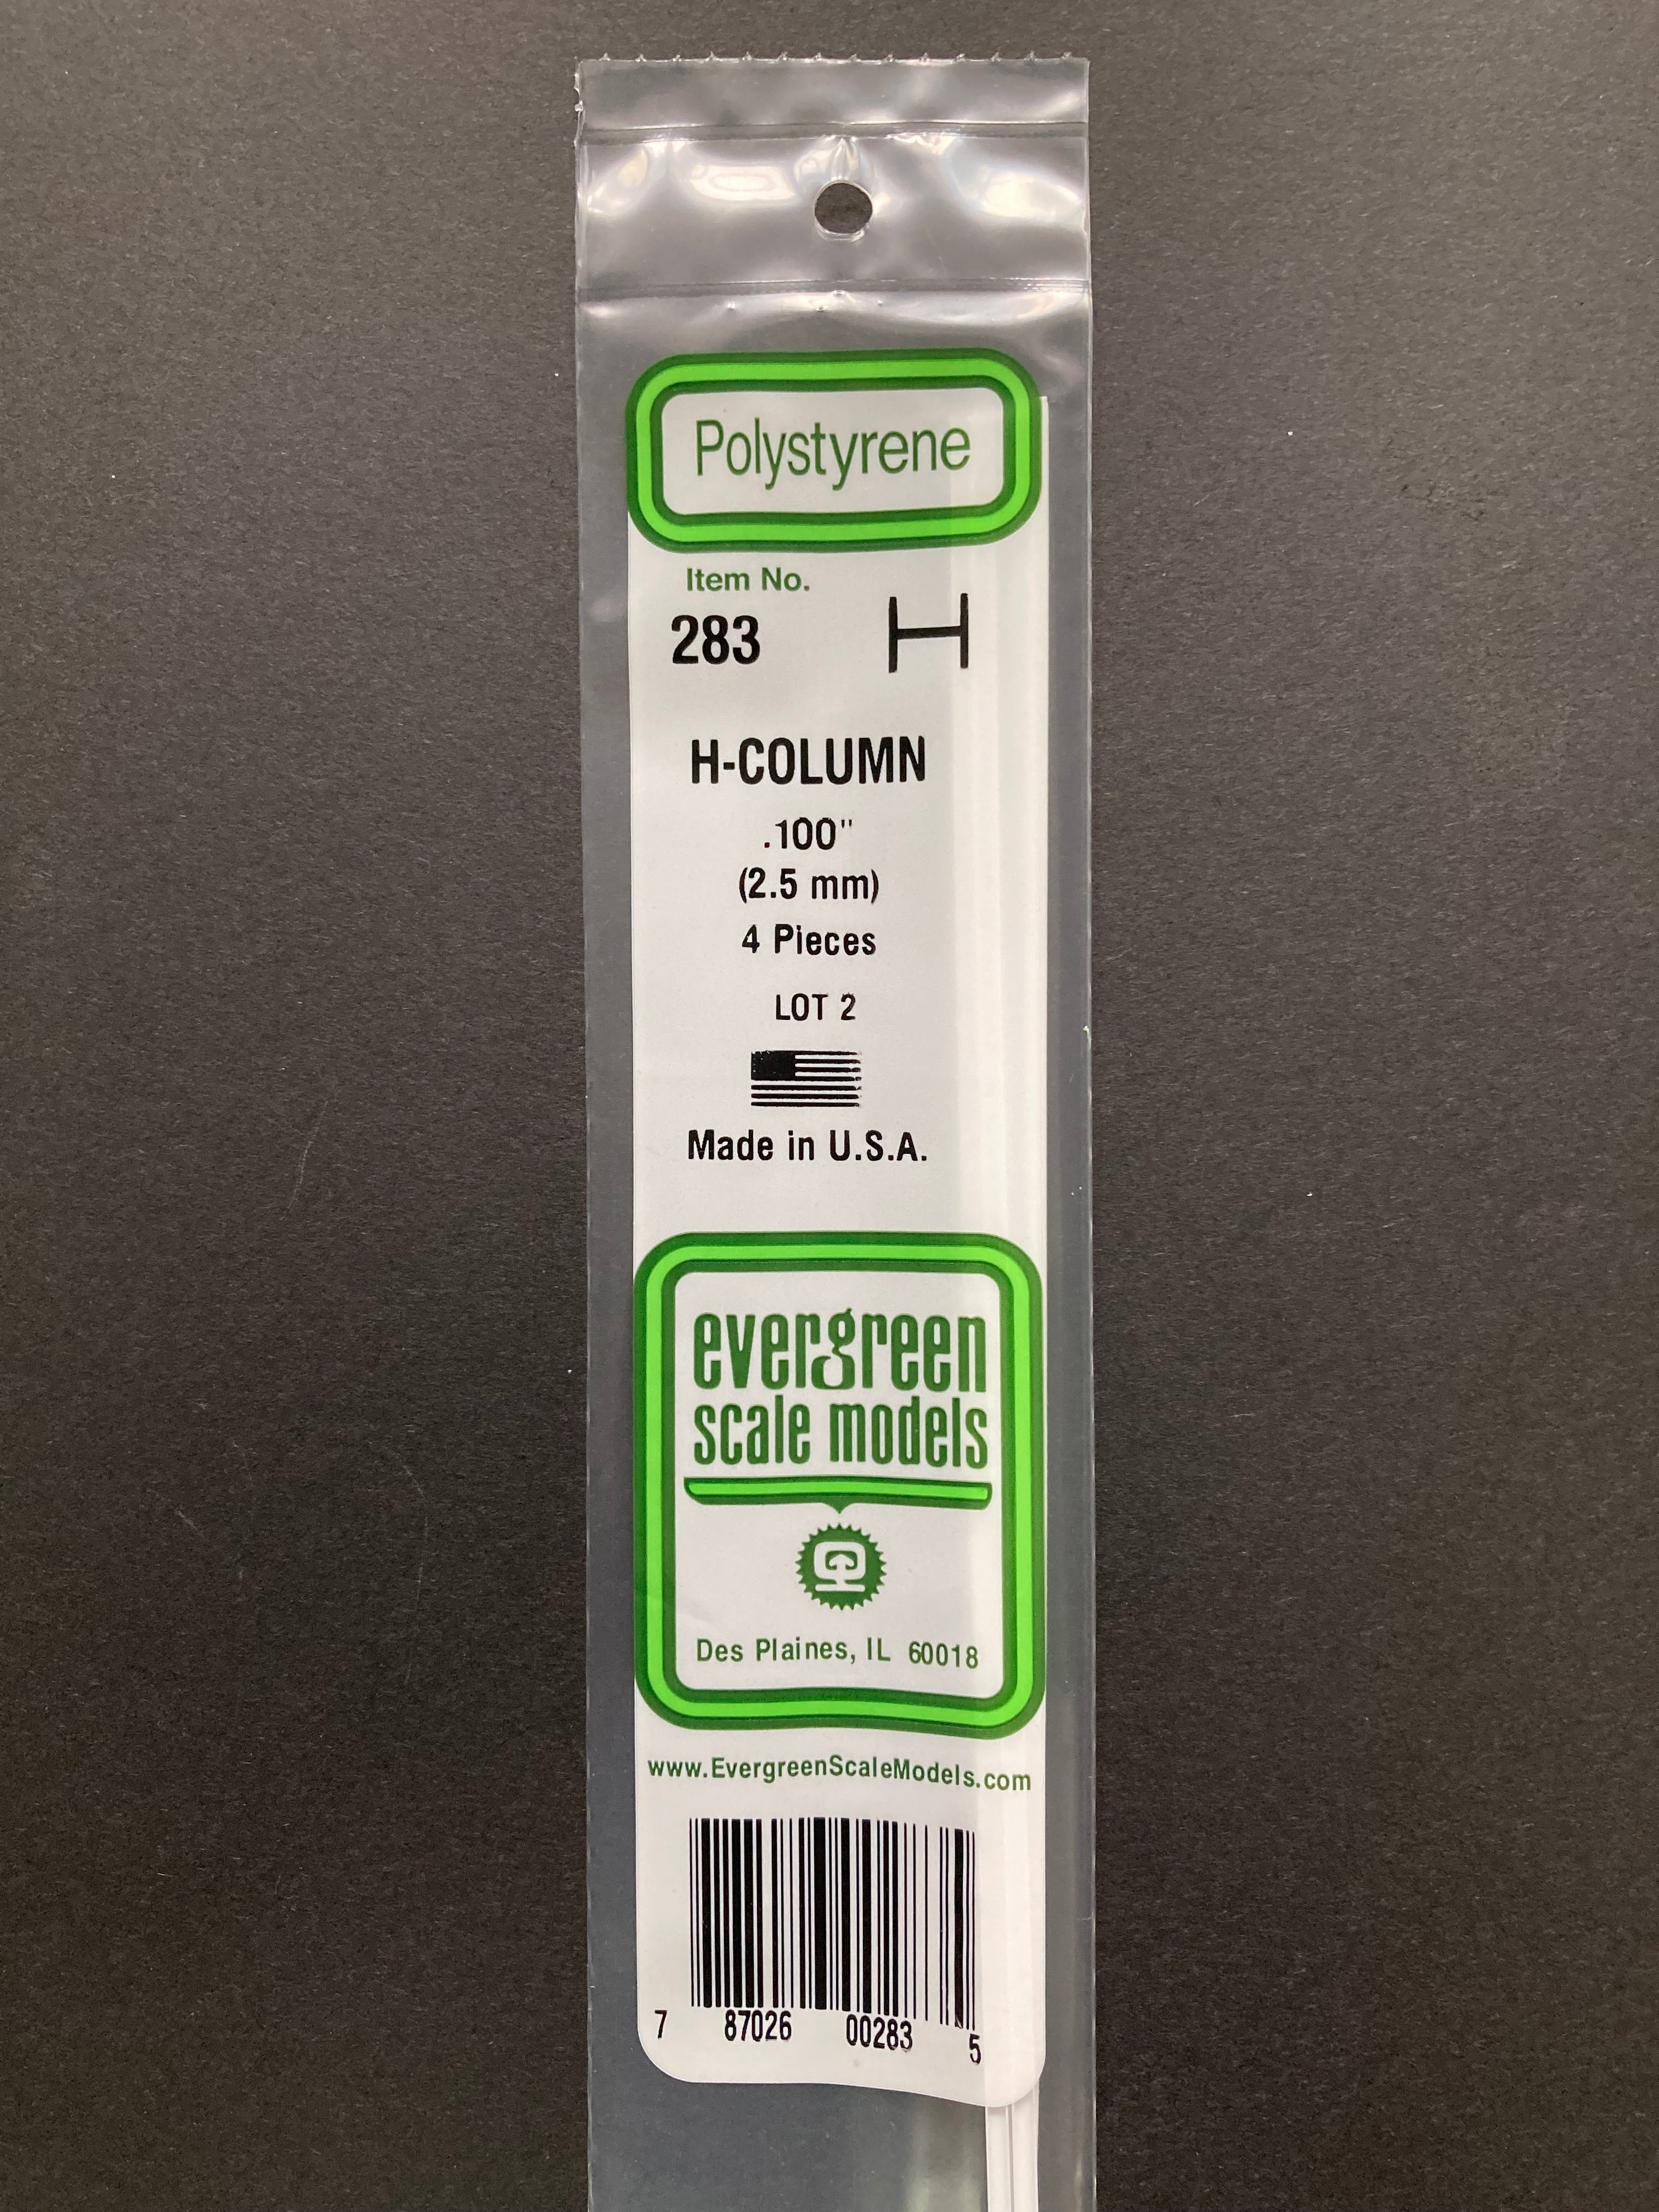 Polystyrene
Item No.
283
H-COLUMN
.100"
(2.5 mm)
4 Pieces
LOT 2
Made in U.S.A.
evergreen
scale models
Des Plaines, IL 60018
www.EvergreenScaleModels.com
7 87026 00283 5